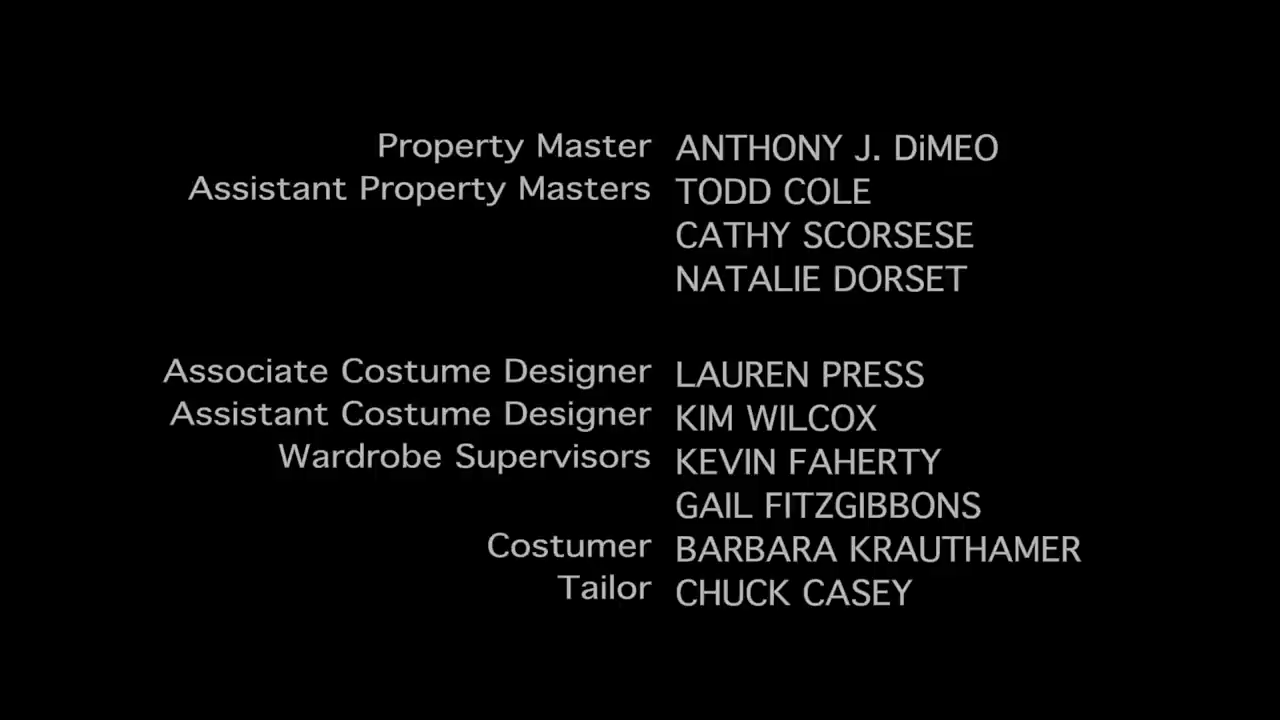 Property Master ANTHONY J. DiMEO
Assistant Property Masters TODD COLE
CATHY SCORSESE
NATALIE DORSET
Associate Costume Designer LAUREN PRESS
Assistant Costume Designer KIM WILCOX
Wardrobe Supervisors KEVIN FAHERTY
GAIL FITZGIBBONS
Costumer BARBARA KRAUTHAMER
Tailor CHUCK CASEY